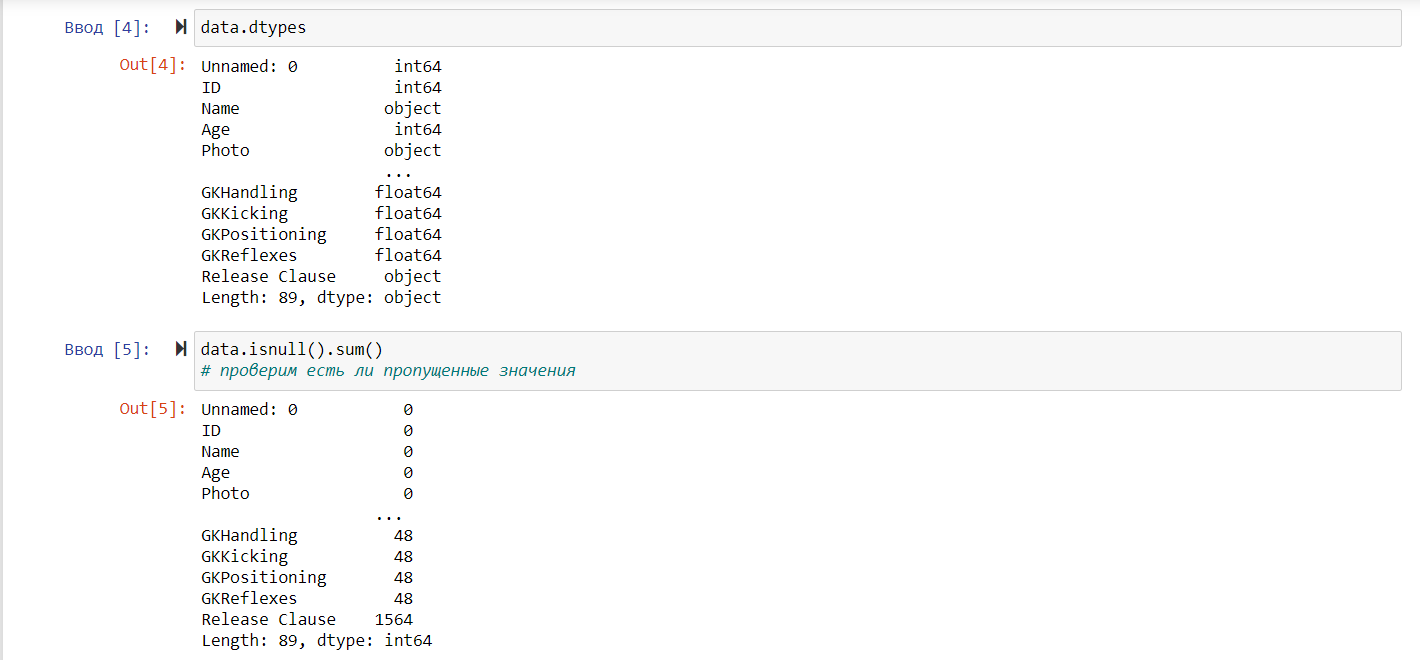 Ввод [4]: data.dtypes
Out[4]: Unnamed: 0 int64
ID int64
Name object
Age int64
Photo object
...
GKHandling float64
GKKicking float64
GKPositioning float64
GKReflexes float64
Release Clause object
Length: 89, dtype: object
Ввод [5]: data.isnull().sum()
# проверим есть ли пропущенные значения
Out[5]: Unnamed: 0 0
ID 0
Name 0
Age 0
Photo 0
...
GKHandling 48
GKKicking 48
GKPositioning 48
GKReflexes 48
Release Clause 1564
Length: 89, dtype: int64